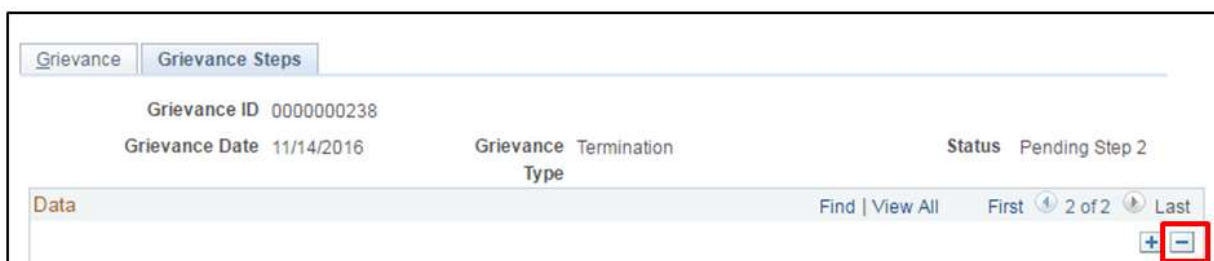 Grievance Grievance Steps
Grievance ID 0000000238
Grievance Date 11/14/2016 Grievance Type Termination Status Pending Step 2
Data Find | View All First 2 of 2 Last
+ -